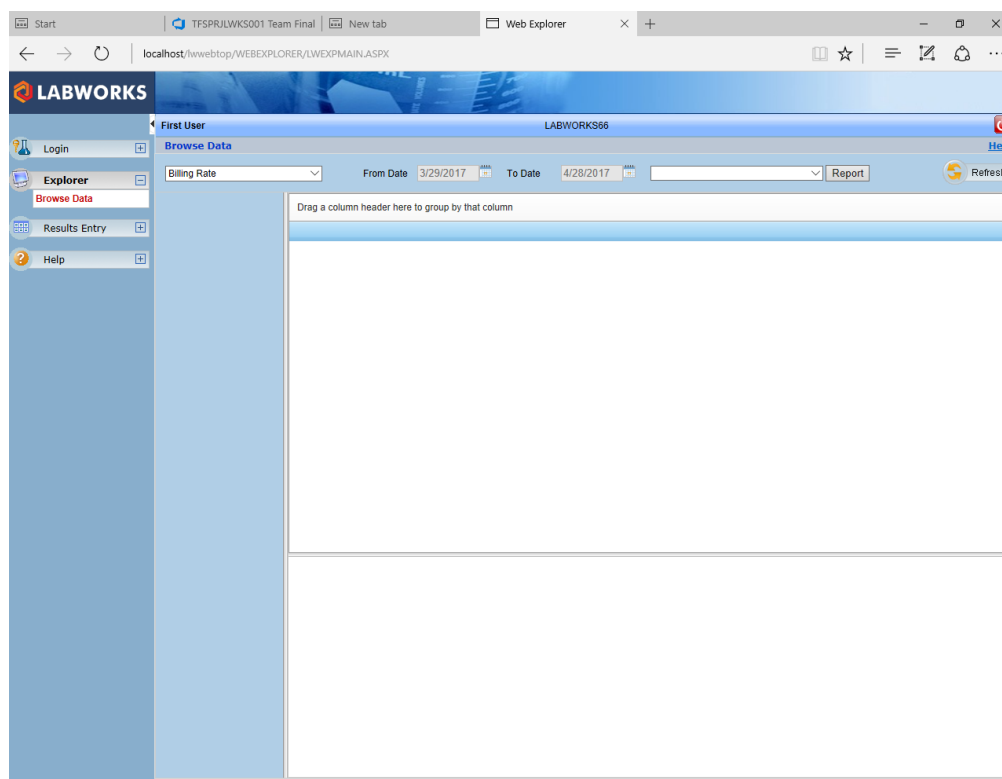 Start
TFSPRJLWKS001 Team Final
New tab
Web Explorer
localhost/lwwebtop/WEBEXPLORER/LWEXPMAIN.ASPX
LABWORKS
First User LABWORKS66
Browse Data
Login
Explorer
Browse Data
Results Entry
Help
Billing Rate From Date 3/29/2017 To Date 4/28/2017 Report Refresh
Drag a column header here to group by that column